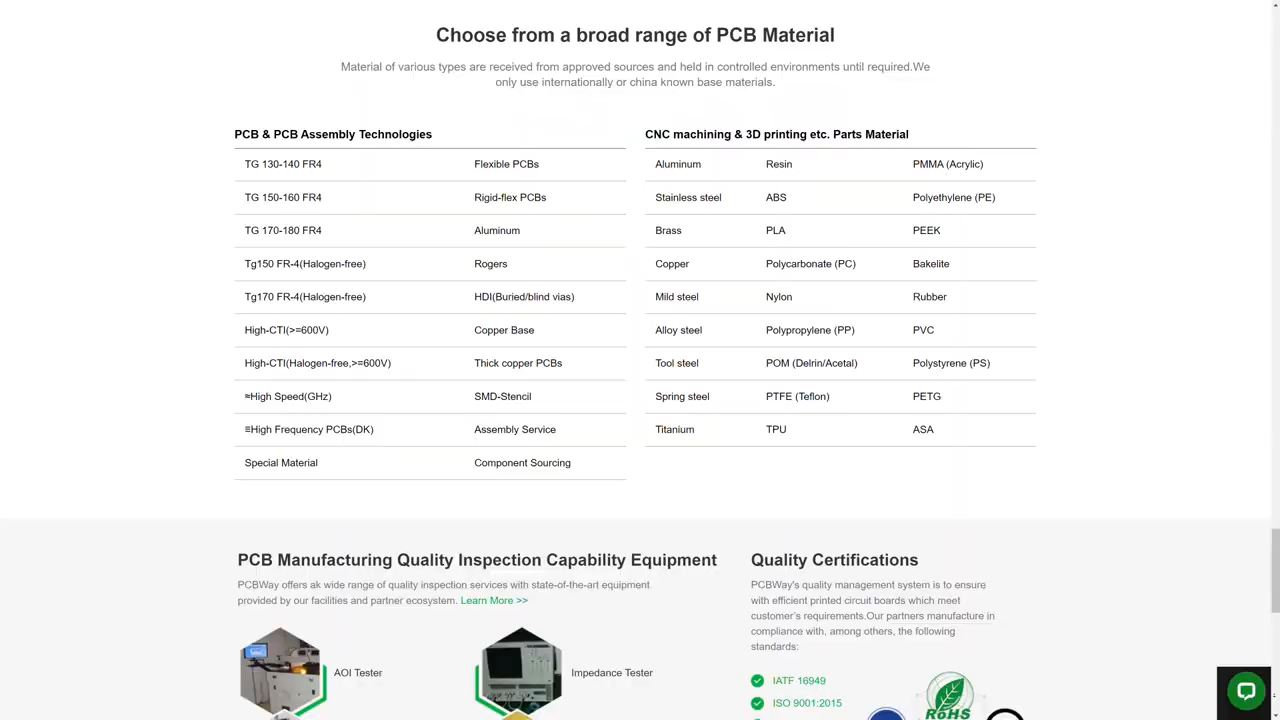 Choose from a broad range of PCB Material
Material of various types are received from approved sources and held in controlled environments until required.We
only use internationally or china known base materials.
PCB & PCB Assembly Technologies
TG 130-140 FR4 Flexible PCBs
TG 150-160 FR4 Rigid-flex PCBs
TG 170-180 FR4 Aluminum
Tg150 FR-4(Halogen-free) Rogers
Tg170 FR-4(Halogen-free) HDI(Buried/blind vias)
High-CTI(>=600V) Copper Base
High-CTI(Halogen-free,>=600V) Thick copper PCBs
≈High Speed(GHz) SMD-Stencil
≡High Frequency PCBs(DK) Assembly Service
Special Material Component Sourcing
CNC machining & 3D printing etc. Parts Material
Aluminum Resin PMMA (Acrylic)
Stainless steel ABS Polyethylene (PE)
Brass PLA PEEK
Copper Polycarbonate (PC) Bakelite
Mild steel Nylon Rubber
Alloy steel Polypropylene (PP) PVC
Tool steel POM (Delrin/Acetal) Polystyrene (PS)
Spring steel PTFE (Teflon) PETG
Titanium TPU ASA
PCB Manufacturing Quality Inspection Capability Equipment
PCBWay offers ak wide range of quality inspection services with state-of-the-art equipment
provided by our facilities and partner ecosystem. Learn More >>
AOI Tester
Impedance Tester
Quality Certifications
PCBWay's quality management system is to ensure
with efficient printed circuit boards which meet
customer's requirements.Our partners manufacture in
compliance with, among others, the following
standards:
IATF 16949
ISO 9001:2015
RoHS